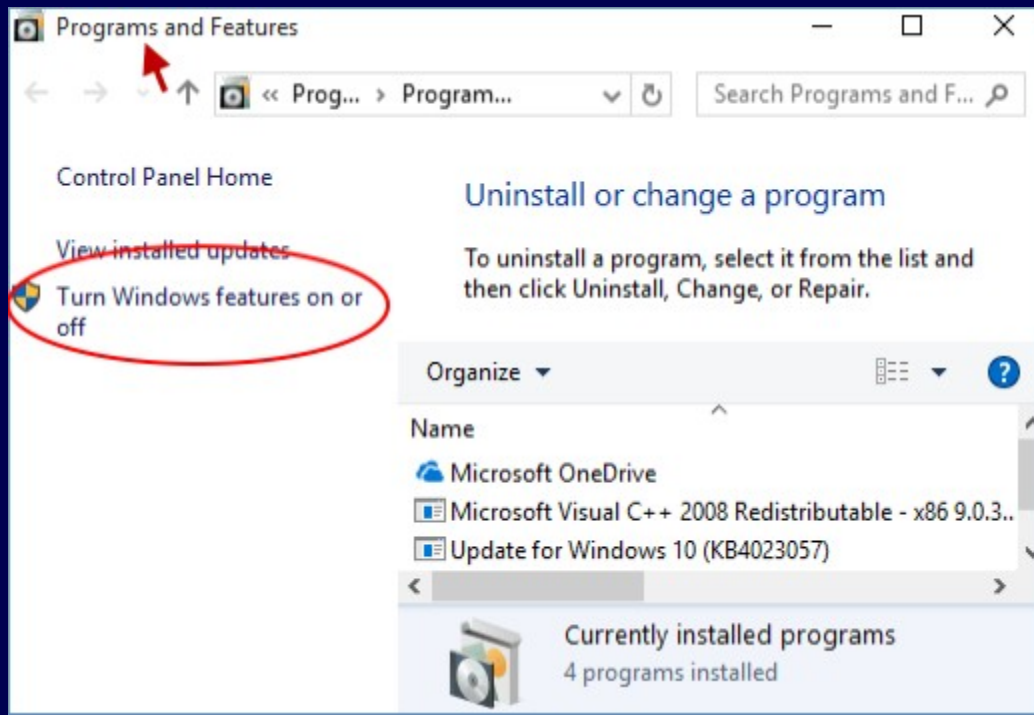 Programs and Features
« Prog... › Program...
Search Programs and F...
Control Panel Home
View installed updates
Turn Windows features on or
off
Uninstall or change a program
To uninstall a program, select it from the list and
then click Uninstall, Change, or Repair.
Organize
?
Name
Microsoft OneDrive
Microsoft Visual C++ 2008 Redistributable - x86 9.0.3..
Update for Windows 10 (KB4023057)
Currently installed programs
4 programs installed